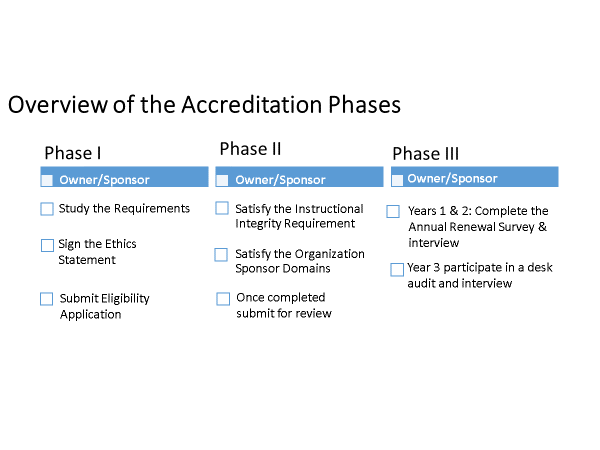 Overview of the Accreditation Phases
Phase I
Owner/Sponsor
Study the Requirements
Sign the Ethics
Statement
Submit Eligibility
Application
Phase II
Owner/Sponsor
Satisfy the Instructional
Integrity Requirement
Satisfy the Organization
Sponsor Domains
Once completed
submit for review
Phase III
Owner/Sponsor
Years 1 & 2: Complete the
Annual Renewal Survey &
interview
Year 3 participate in a desk
audit and interview